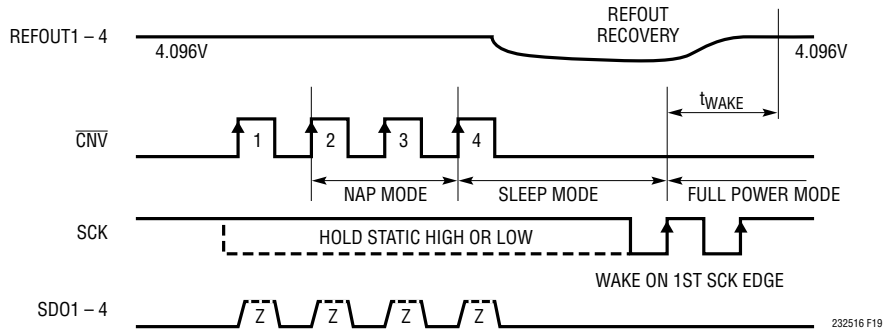 REFOUT
RECOVERY
REFOUT1 – 4
4.096V
4.096V
tWAKE
CNV
1
2
3
4
NAP MODE
SLEEP MODE
FULL POWER MODE
SCK
HOLD STATIC HIGH OR LOW
WAKE ON 1ST SCK EDGE
SDO1 – 4
Z
Z
Z
Z
232516 F19